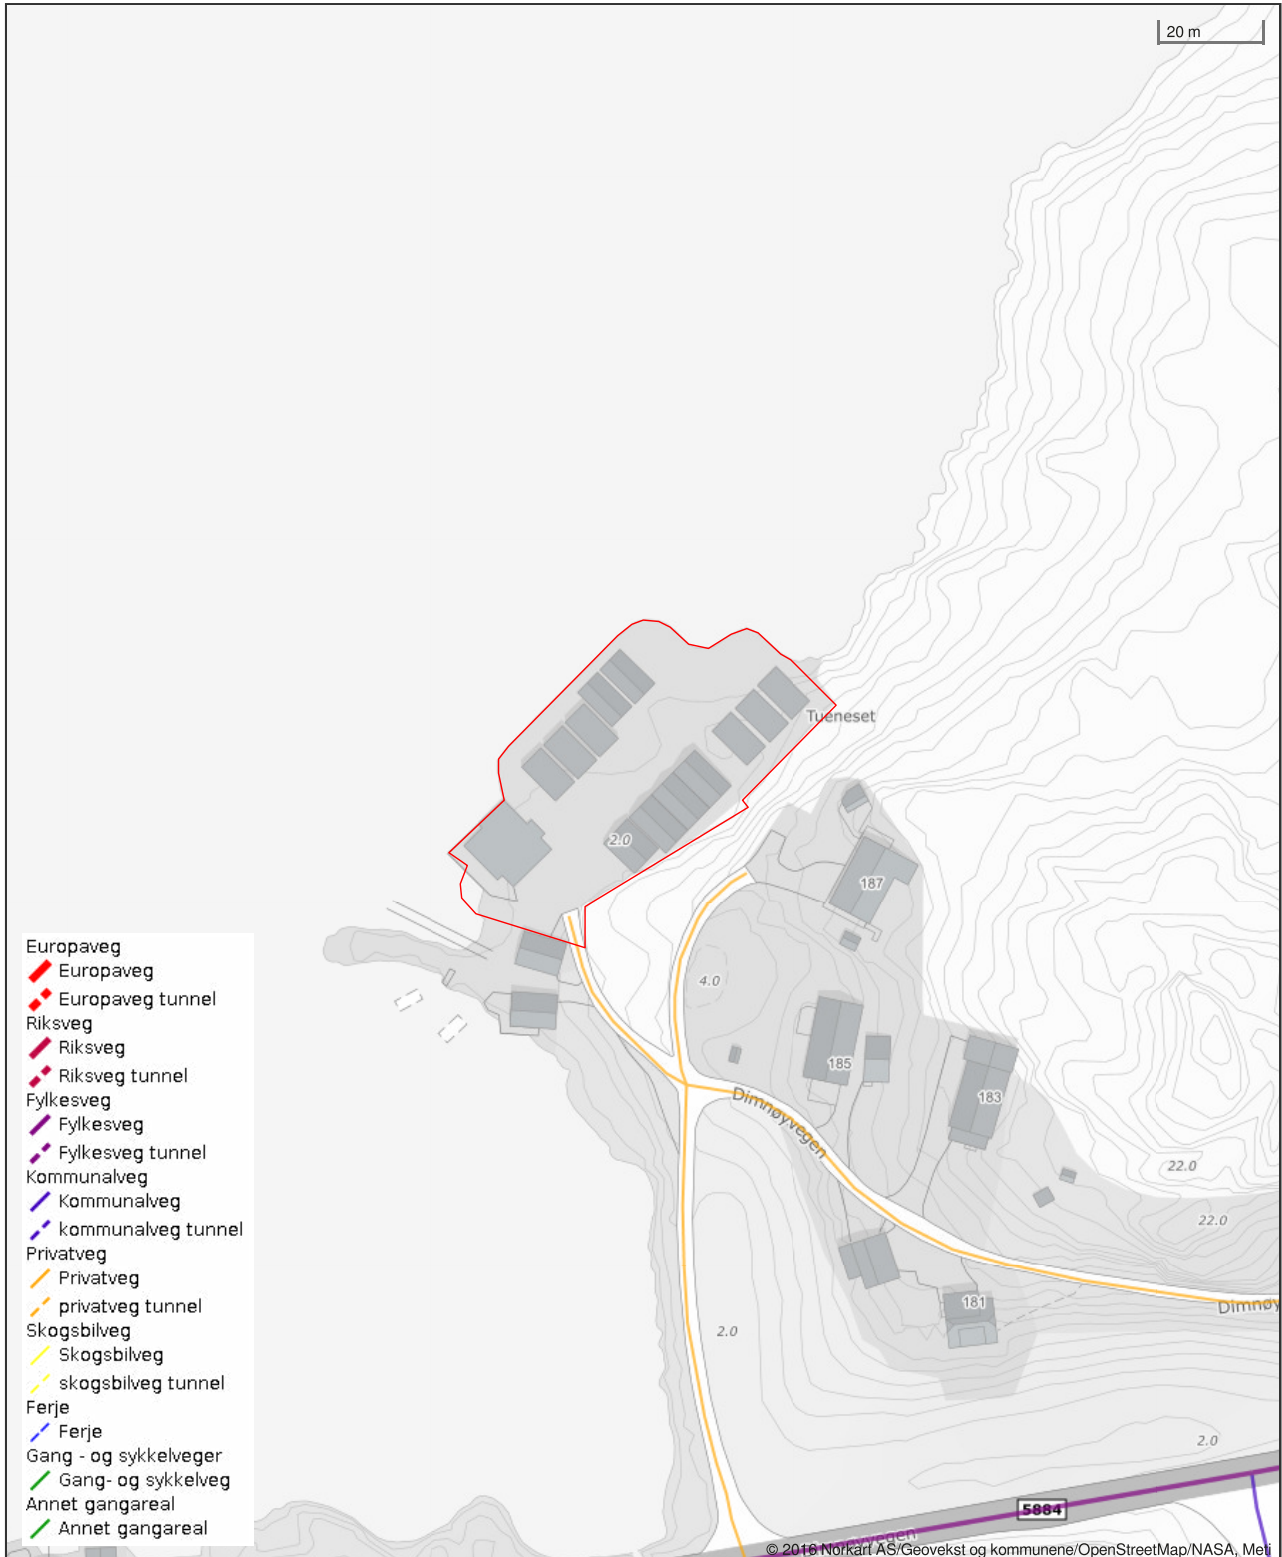 20 m
Tueneset
2.0
187
4.0
185
183
Dimnøyvegen
22.0
22.0
181
Dimnøy
2.0
2.0
5884
Europaveg
Europaveg
Europaveg tunnel
Riksveg
Riksveg
Riksveg tunnel
Fylkesveg
Fylkesveg
Fylkesveg tunnel
Kommunalveg
Kommunalveg
kommunalveg tunnel
Privatveg
Privatveg
privatveg tunnel
Skogsbilveg
Skogsbilveg
skogsbilveg tunnel
Ferje
Ferje
Gang - og sykkelveger
Gang- og sykkelveg
Annet gangareal
Annet gangareal
© 2016 Norkart AS/Geovekst og kommunene/OpenStreetMap/NASA, Meti